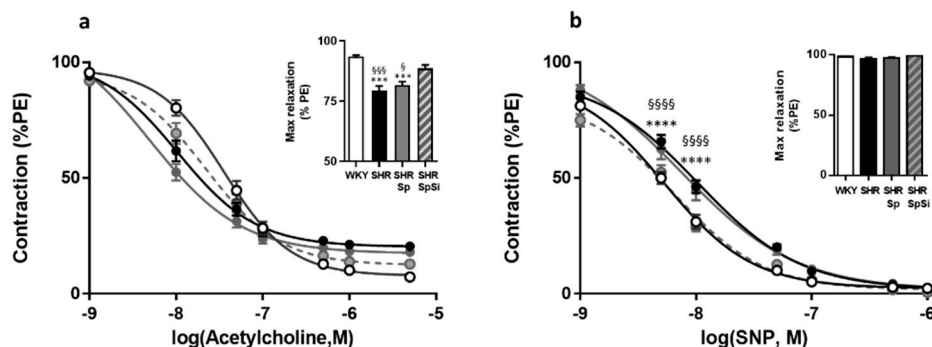 a
Contraction (%PE)
100
50
0
-9
-8
-7
-6
-5
log(Acetylcholine,M)
Max relaxation
(% PE)
100
75
50
§§§
***
§
***
WKY
SHR
SHR
Sp
SHR
SpSi
b
Contraction (%PE)
100
50
0
-9
-8
-7
-6
log(SNP, M)
§§§§
****
§§§§
****
Max relaxation
(%PE)
100
50
0
WKY
SHR
SHR
Sp
SHR
SpSi